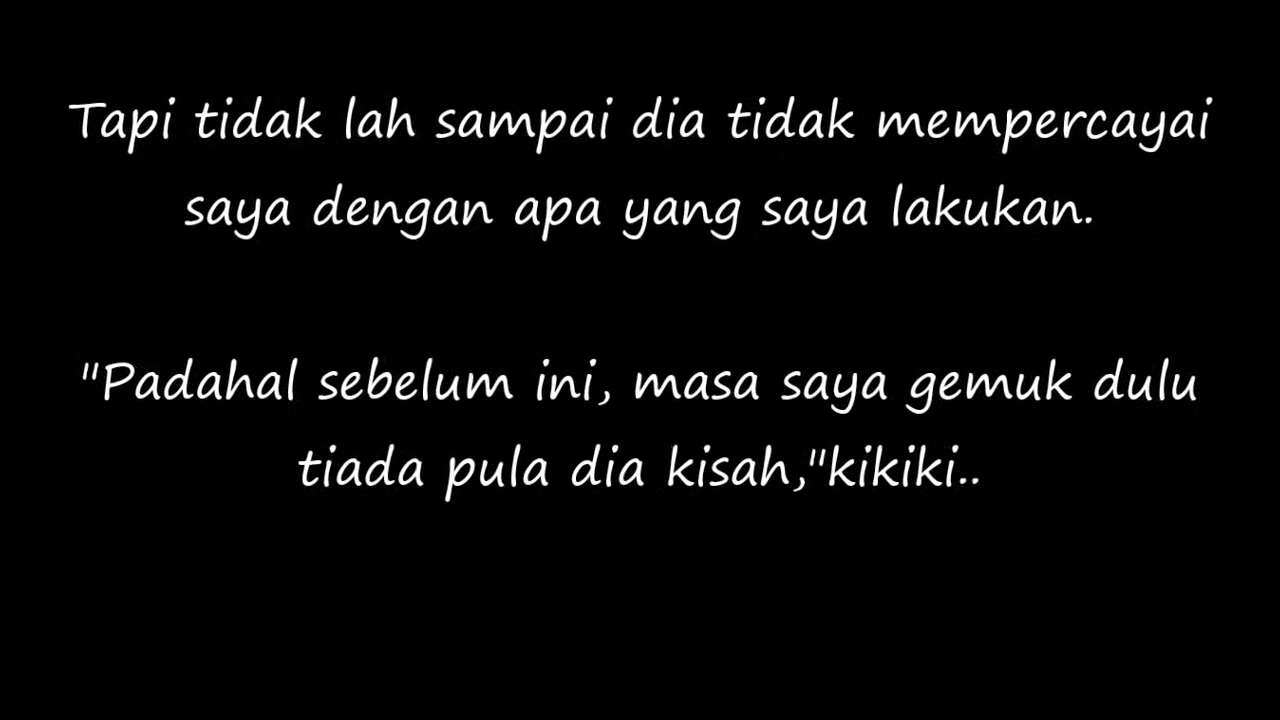 Tapi tidak lah sampai dia tidak mempercayai
saya dengan apa yang saya lakukan.
"Padahal sebelum ini, masa saya gemuk dulu
tiada pula dia kisah,"kikiki..